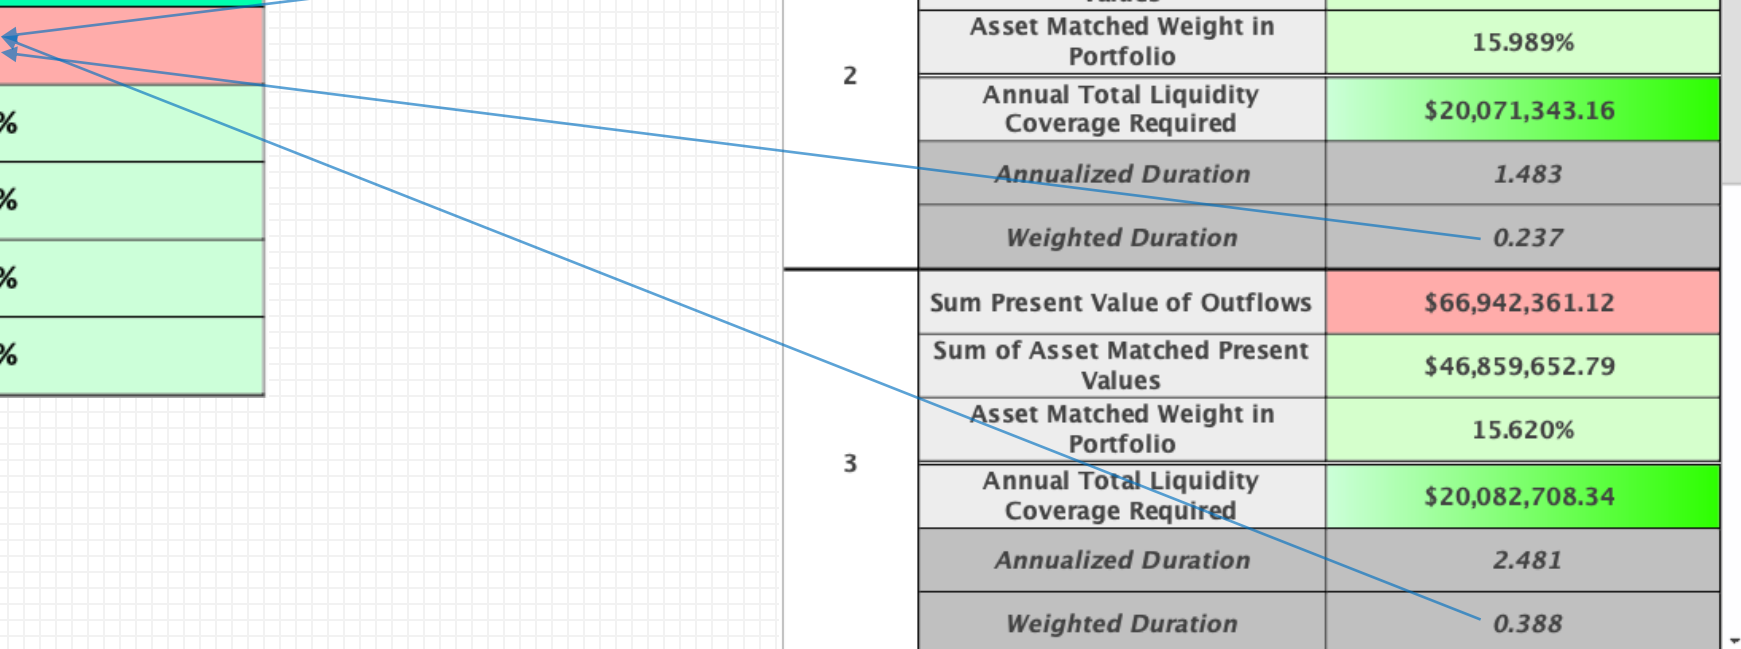 %
%
%
%
Values
2
Asset Matched Weight in
Portfolio
15.989%
Annual Total Liquidity
Coverage Required
$20,071,343.16
Annualized Duration
1.483
Weighted Duration
0.237
3
Sum Present Value of Outflows
$66,942,361.12
Sum of Asset Matched Present
Values
$46,859,652.79
Asset Matched Weight in
Portfolio
15.620%
Annual Total Liquidity
Coverage Required
$20,082,708.34
Annualized Duration
2.481
Weighted Duration
0.388